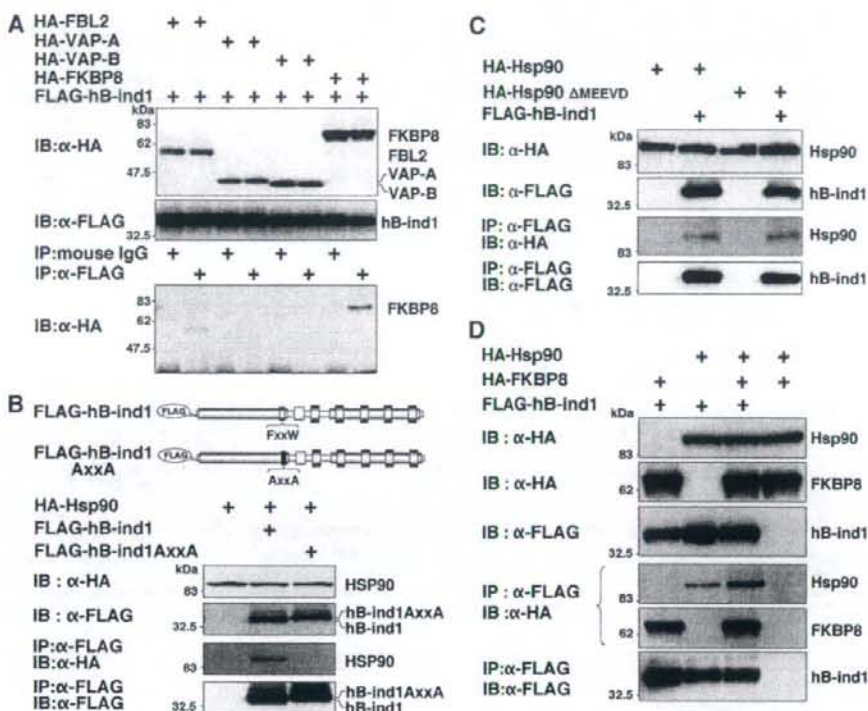 A
HA-FBL2 + +
HA-VAP-A + +
HA-VAP-B + +
HA-FKBP8 + +
FLAG-hB-ind1 + + + + + + + +
kDa
83
62
47.5
IB:α-HA
FKBP8
FBL2
VAP-A
VAP-B
IB:α-FLAG
32.5
hB-ind1
IP:mouse IgG + + + +
IP:α-FLAG + + + +
83
62
47.5
IB:α-HA
FKBP8
B
FLAG-hB-ind1
FLAG
FxxW
FLAG-hB-ind1
AxxA
FLAG
AxxA
HA-Hsp90 + + +
FLAG-hB-ind1 +
FLAG-hB-ind1AxxA +
kDa
IB : α-HA
83
HSP90
IB : α-FLAG
32.5
hB-ind1AxxA
hB-ind1
IP:α-FLAG
IB:α-HA
83
HSP90
IP:α-FLAG
IB:α-FLAG
32.5
hB-ind1AxxA
hB-ind1
C
HA-Hsp90 + +
HA-Hsp90 ΔMEEVD + +
FLAG-hB-ind1 + +
kDa
IB: α-HA
83
Hsp90
IB: α-FLAG
32.5
hB-ind1
IP: α-FLAG
IB: α-HA
83
Hsp90
IP: α-FLAG
IB: α-FLAG
32.5
hB-ind1
D
HA-Hsp90 + + +
HA-FKBP8 + + +
FLAG-hB-ind1 + + +
kDa
IB : α-HA
83
Hsp90
IB : α-HA
62
FKBP8
IB : α-FLAG
32.5
hB-ind1
IP : α-FLAG
IB :α-HA
83
Hsp90
62
FKBP8
IP:α-FLAG
IB:α-FLAG
32.5
hB-ind1